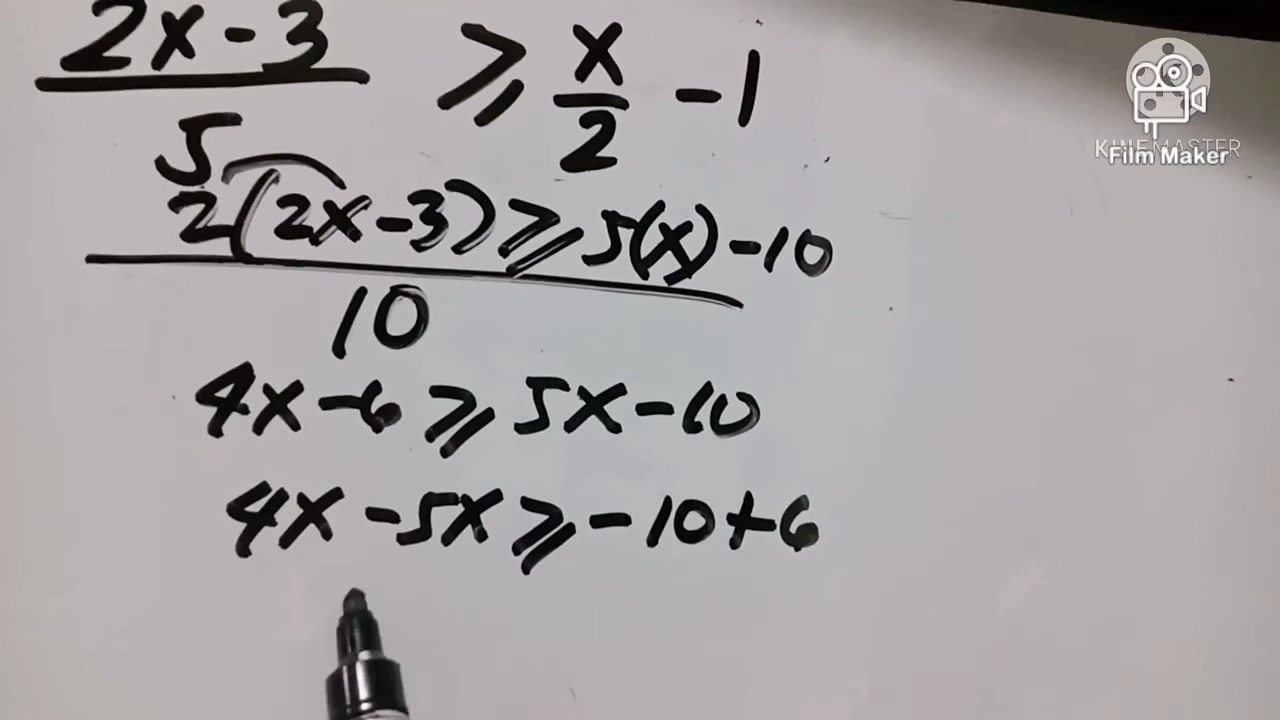 2x - 3 ≥ x - 1
5 2
2(2x - 3) ≥ 5(x) - 10
10
4x - 6 ≥ 5x - 10
4x - 5x ≥ - 10 + 6
KINEMASTER
Film Maker